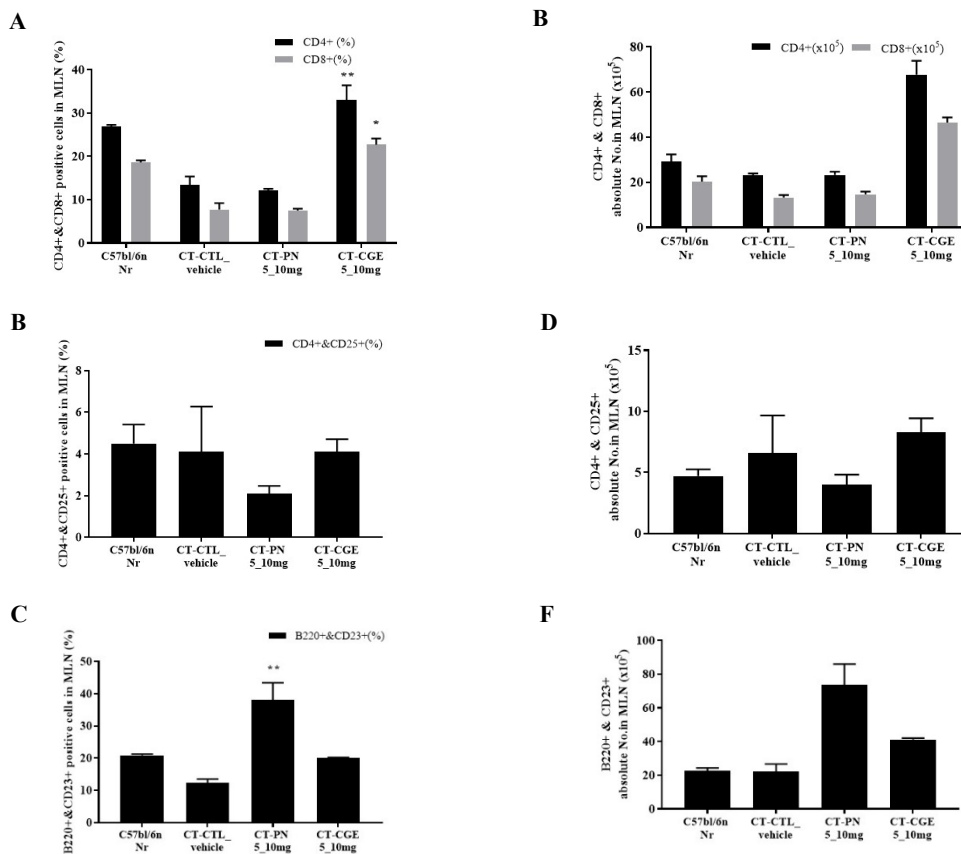 A
CD4+ (%)
CD8+(%)
CD4+&CD8+ positive cells in MLN (%)
40
30
20
10
0
**
*
C57bl/6n
Nr
CT-CTL_
vehicle
CT-PN
5_10mg
CT-CGE
5_10mg
B
CD4+(x10⁵)
CD8+(x10⁵)
CD4+ & CD8+
absolute No.in MLN (x10⁵)
80
60
40
20
0
C57bl/6n
Nr
CT-CTL_
vehicle
CT-PN
5_10mg
CT-CGE
5_10mg
B
CD4+&CD25+(%)
CD4+&CD25+ positive cells in MLN (%)
8
6
4
2
0
C57bl/6n
Nr
CT-CTL_
vehicle
CT-PN
5_10mg
CT-CGE
5_10mg
D
CD4+ & CD25+
absolute No.in MLN (x10⁵)
15
10
5
0
C57bl/6n
Nr
CT-CTL_
vehicle
CT-PN
5_10mg
CT-CGE
5_10mg
C
B220+&CD23+(%)
B220+&CD23+ positive cells in MLN (%)
50
40
30
20
10
0
**
C57bl/6n
Nr
CT-CTL_
vehicle
CT-PN
5_10mg
CT-CGE
5_10mg
F
B220+ & CD23+
absolute No.in MLN (x10⁵)
100
80
60
40
20
0
C57bl/6n
Nr
CT-CTL_
vehicle
CT-PN
5_10mg
CT-CGE
5_10mg